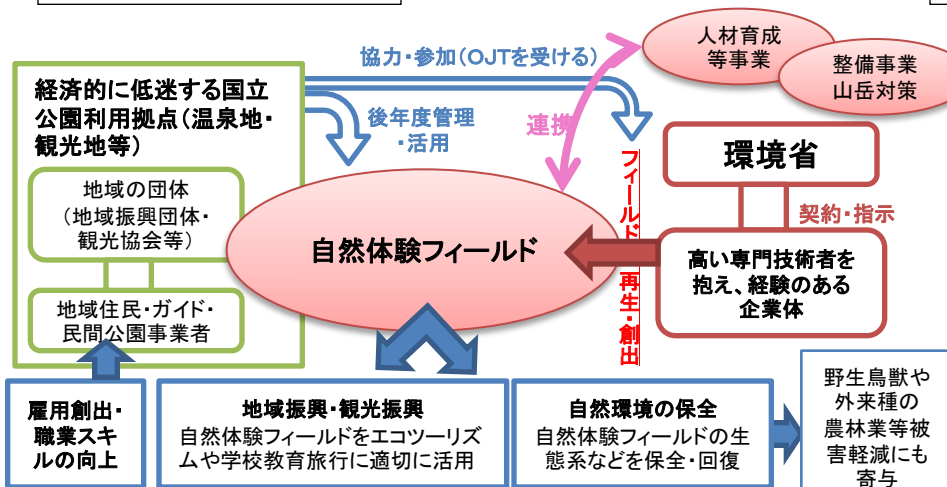 人材育成
等事業
整備事業
山岳対策
協力・参加(OJTを受ける)
連携
後年度管理
・活用
経済的に低迷する国立
公園利用拠点(温泉地・
観光地等)
地域の団体
(地域振興団体・
観光協会等)
地域住民・ガイド・
民間公園事業者
自然体験フィールド
フィールド
再生・創出
環境省
契約・指示
高い専門技術者を
抱え、経験のある
企業体
雇用創出・
職業スキ
ルの向上
地域振興・観光振興
自然体験フィールドをエコツーリズ
ムや学校教育旅行に適切に活用
自然環境の保全
自然体験フィールドの生
態系などを保全・回復
野生鳥獣や
外来種の
農林業等被
害軽減にも
寄与